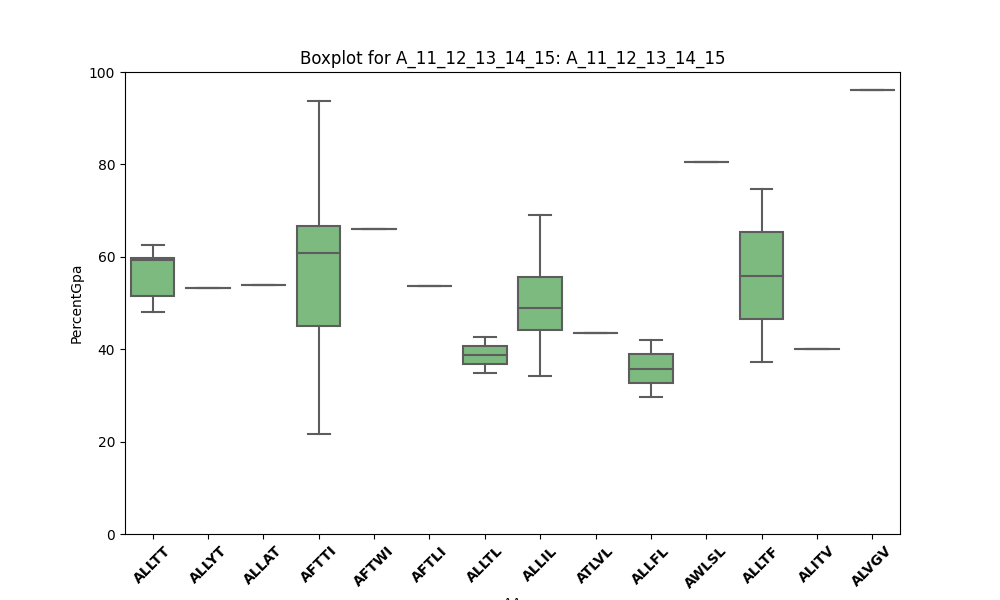 Boxplot for A_11_12_13_14_15: A_11_12_13_14_15
100
80
60
40
20
0
PercentGpa
ALLTT ALLYT ALLAT AFTTI AFTWI AFTLI ALLTL ALLIL ATLVL ALLFL AWLSL ALLTF ALITV ALVGV